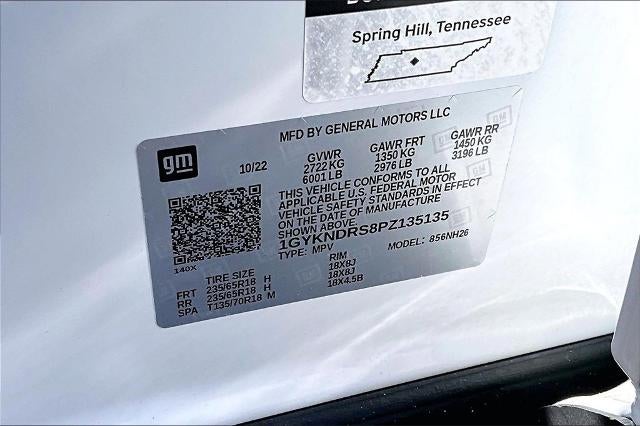 Spring Hill, Tennessee
MFD BY GENERAL MOTORS LLC
gm
10/22
GVWR GAWR FRT GAWR RR
2722 KG 1350 KG 1450 KG
6001 LB 2976 LB 3196 LB
THIS VEHICLE CONFORMS TO ALL
APPLICABLE U.S. FEDERAL MOTOR
VEHICLE SAFETY STANDARDS IN EFFECT
ON THE DATE OF MANUFACTURE
SHOWN ABOVE.
1GYKNDRS8PZ135135
TYPE: MPV MODEL: 856NH26
140X
TIRE SIZE RIM
FRT 235/65R18 H 18X8J
RR 235/65R18 H 18X8J
SPA T135/70R18 M 18X4.5B